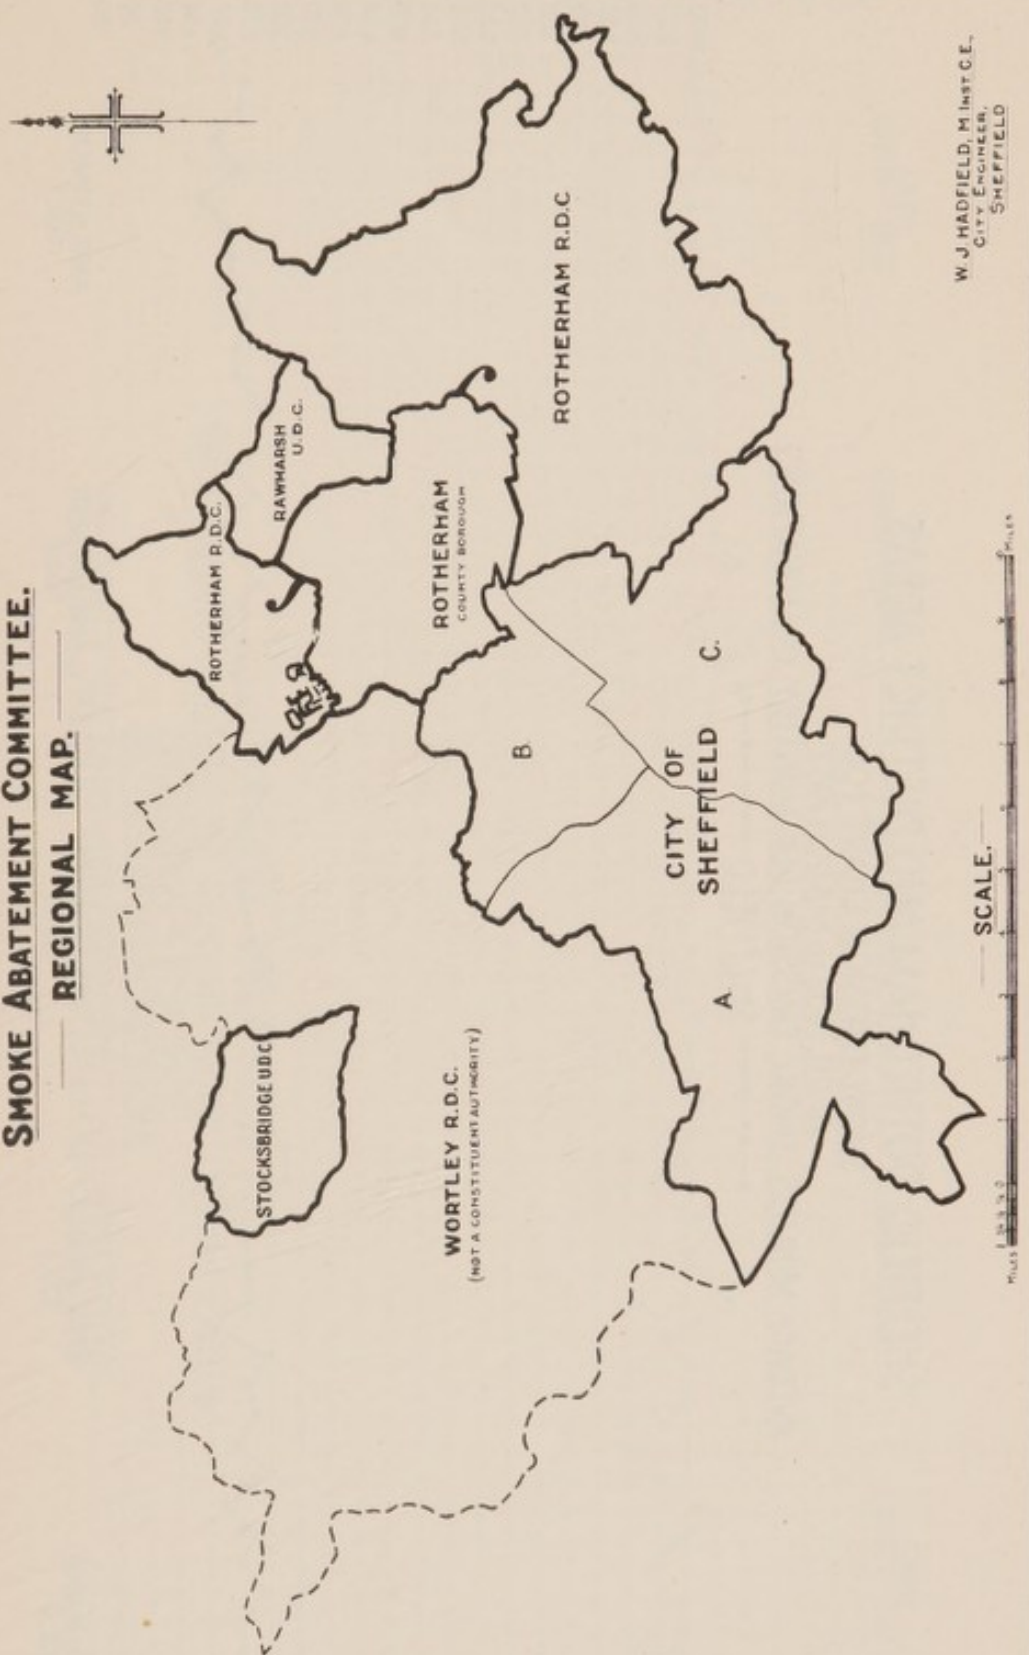 SMOKE ABATEMENT COMMITTEE.
REGIONAL MAP.
STOCKSBRIDGE U.D.C
WORTLEY R.D.C.
(NOT A CONSTITUENT AUTHORITY)
ROTHERHAM R.D.C.
RAWMARSH
U.D.C.
ROTHERHAM
COUNTY BOROUGH
ROTHERHAM R.D.C
B.
A.
CITY OF
SHEFFIELD
C.
SCALE.
MILES
MILES
W. J HADFIELD, M. INST C.E.,
CITY ENGINEER,
SHEFFIELD